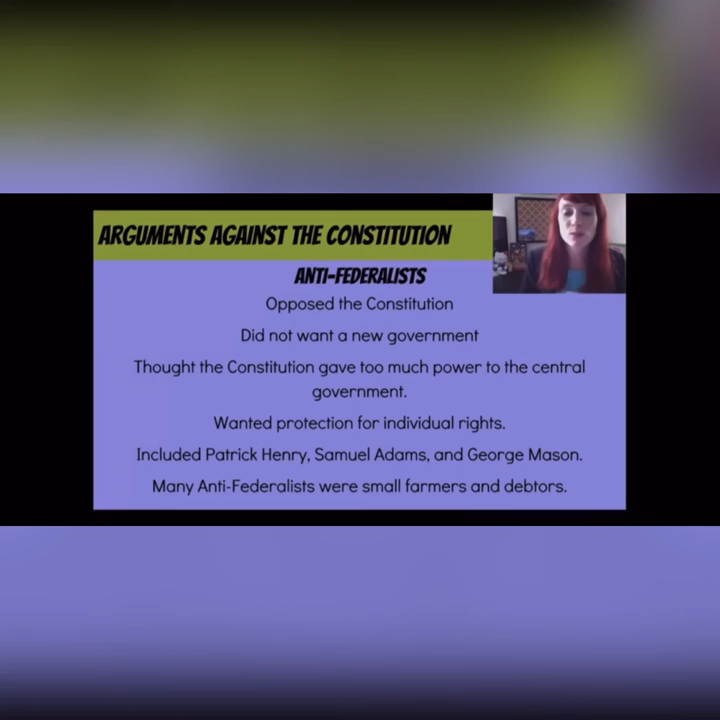 ARGUMENTS AGAINST THE CONSTITUTION
ANTI-FEDERALISTS
Opposed the Constitution
Did not want a new government
Thought the Constitution gave too much power to the central
government.
Wanted protection for individual rights.
Included Patrick Henry, Samuel Adams, and George Mason.
Many Anti-Federalists were small farmers and debtors.